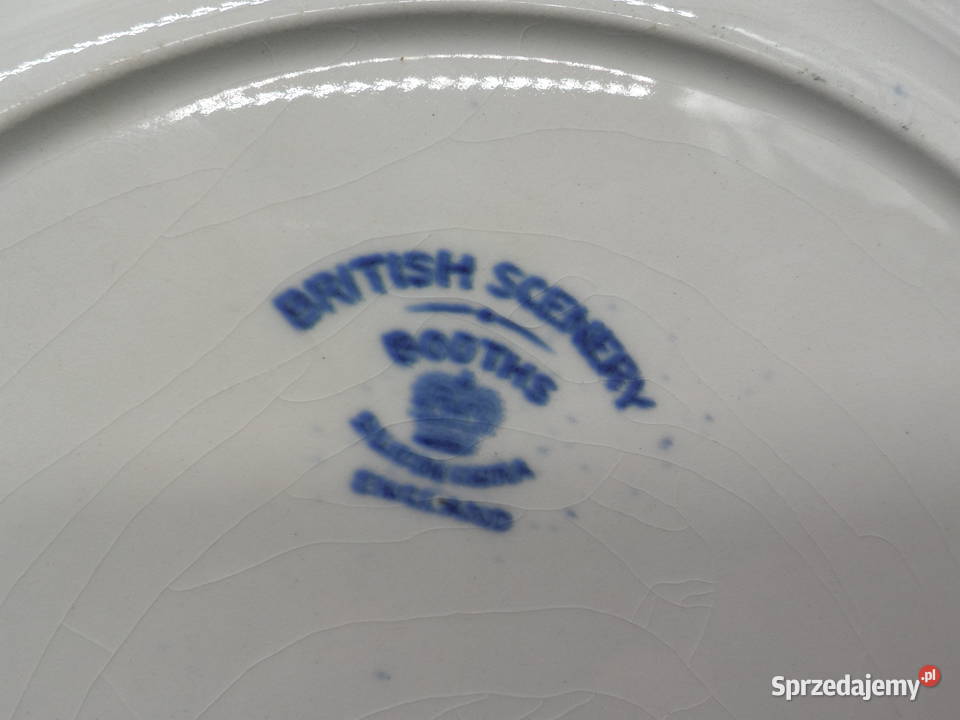 BRITISH SCENERY
BOOTHS
SILICON CHINA
ENGLAND
Sprzedajemy.pl